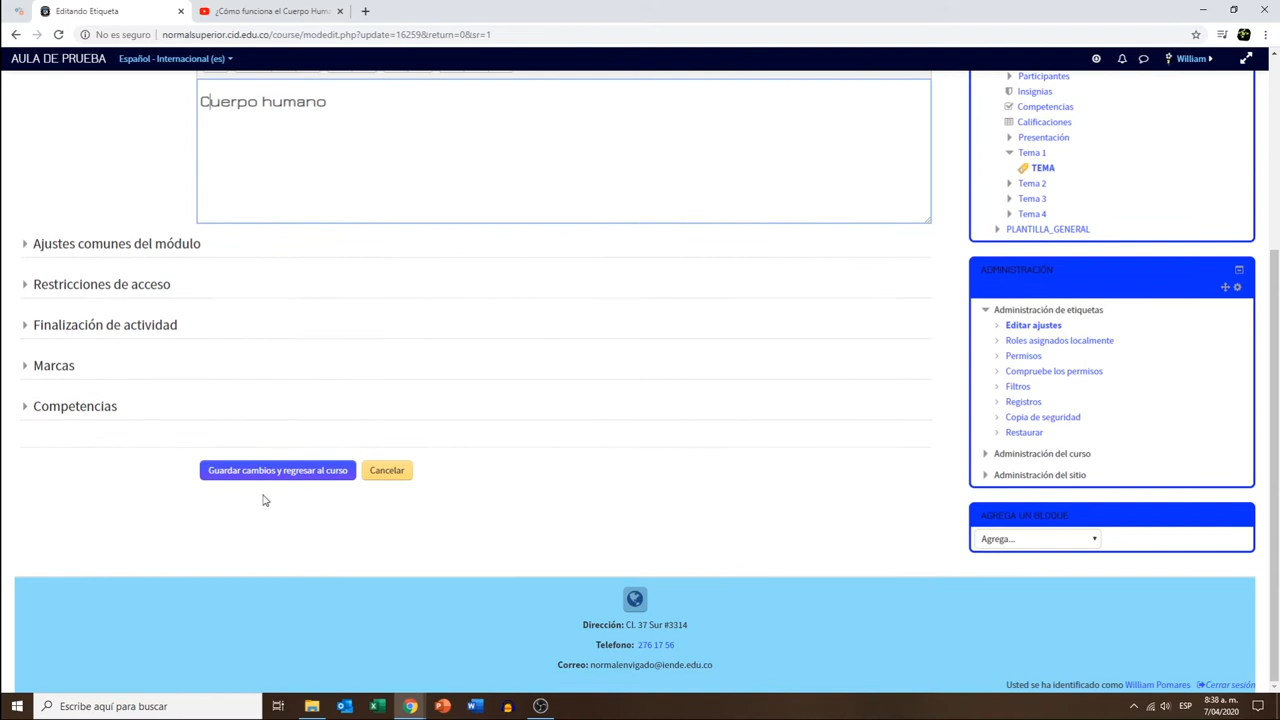 Editando Etiqueta
¿Cómo funciona el Cuerpo Hum
No es seguro
normalsuperior.cid.edu.co/course/modedit.php?update=16259&return=0&sr=1
AULA DE PRUEBA
Español - Internacional (es)
William
Cuerpo humano
Ajustes comunes del módulo
Restricciones de acceso
Finalización de actividad
Marcas
Competencias
Guardar cambios y regresar al curso
Cancelar
Participantes
Insignias
Competencias
Calificaciones
Presentación
Tema 1
TEMA
Tema 2
Tema 3
Tema 4
PLANTILLA_GENERAL
ADMINISTRACIÓN
Administración de etiquetas
Editar ajustes
Roles asignados localmente
Permisos
Compruebe los permisos
Filtros
Registros
Copia de seguridad
Restaurar
Administración del curso
Administración del sitio
AGREGA UN BLOQUE
Agrega...
Dirección: Cl. 37 Sur #3314
Telefono: 276 17 56
Correo: normalenvigado@iende.edu.co
Usted se ha identificado como William Pomares Cerrar sesión
Escribe aquí para buscar
ESP
8:38 a. m.
7/04/2020